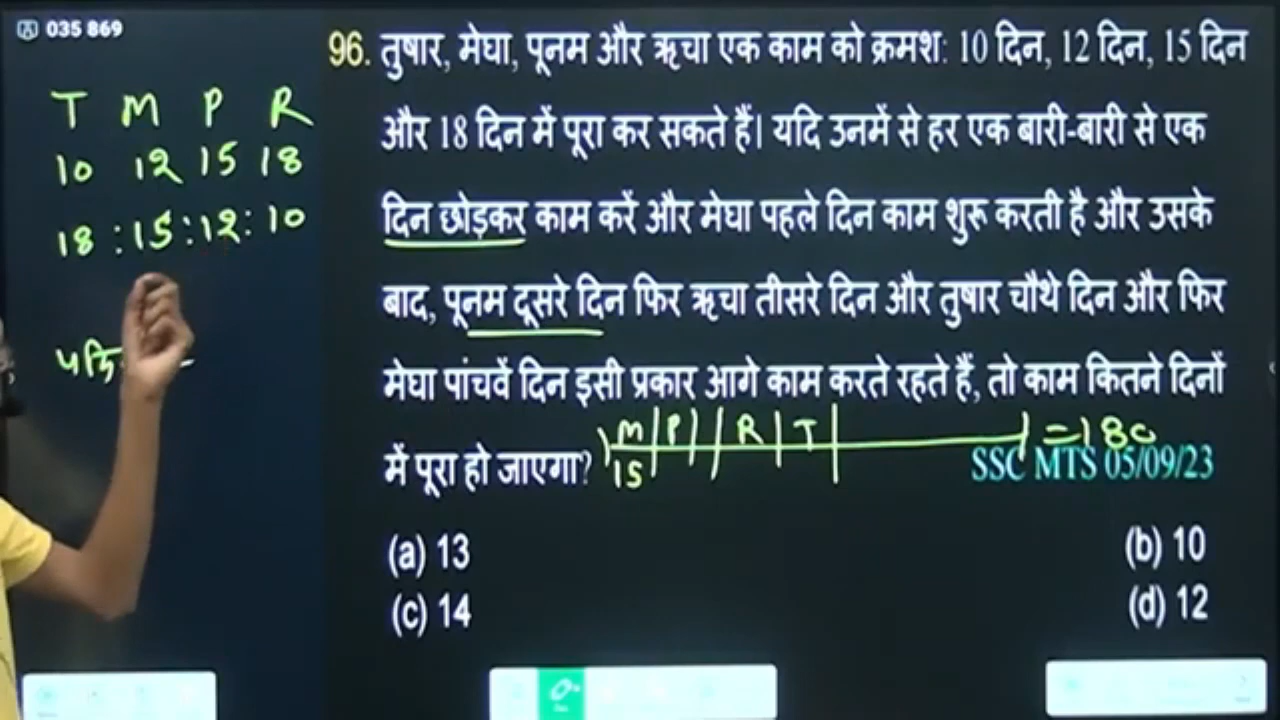 035 869
96. तुषार, मेघा, पूनम और ऋचा एक काम को क्रमश: 10 दिन, 12 दिन, 15 दिन
और 18 दिन में पूरा कर सकते हैं। यदि उनमें से हर एक बारी-बारी से एक
दिन छोड़कर काम करें और मेघा पहले दिन काम शुरू करती है और उसके
बाद, पूनम दूसरे दिन फिर ऋचा तीसरे दिन और तुषार चौथे दिन और फिर
मेघा पांचवें दिन इसी प्रकार आगे काम करते रहते हैं, तो काम कितने दिनों
में पूरा हो जाएगा?
SSC MTS 05/09/23
(a) 13
(b) 10
(c) 14
(d) 12
T M P R
10 12 15 18
18 : 15 : 12 : 10
M P R T = 180
15